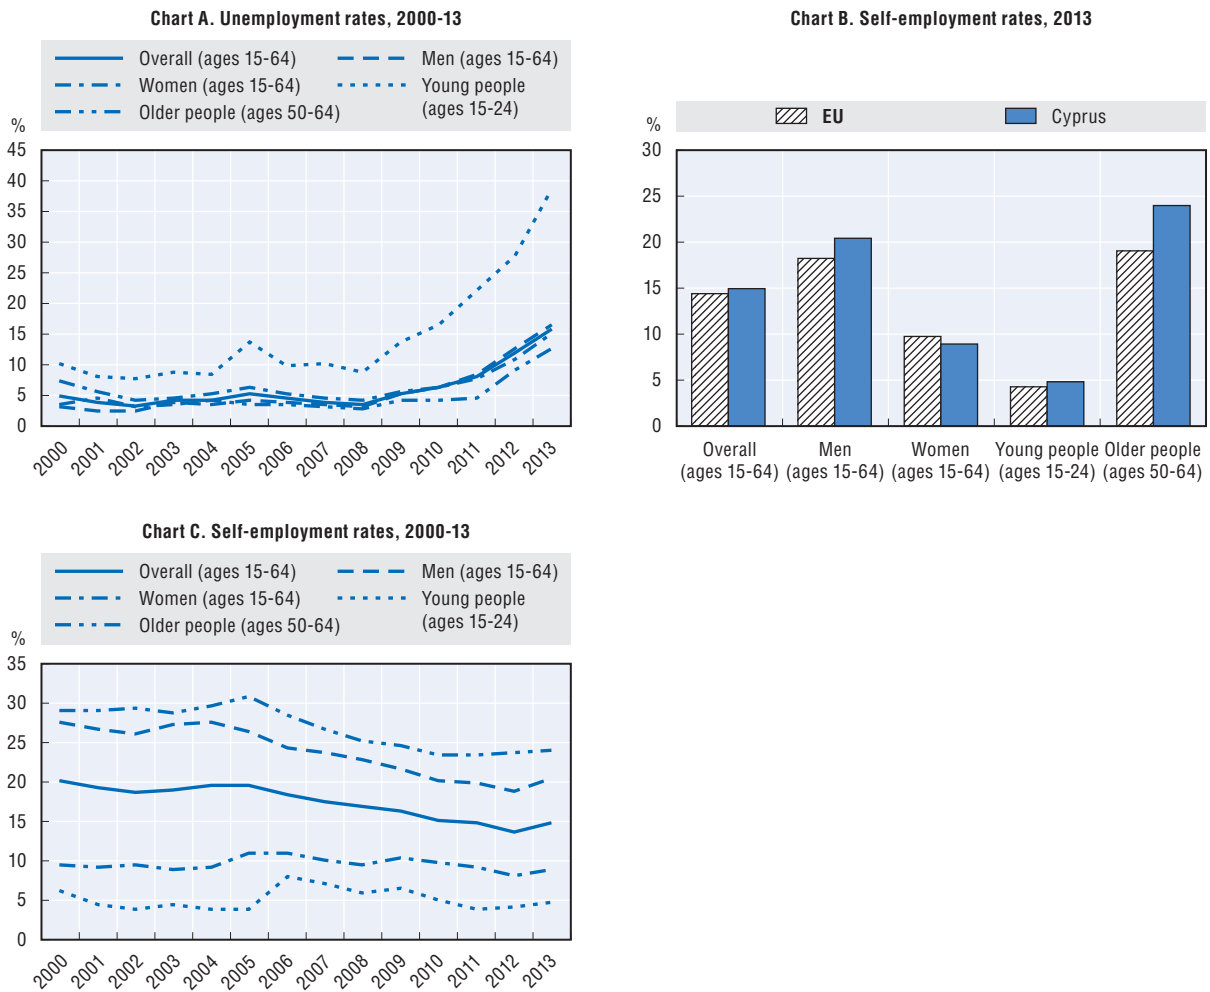 Chart A. Unemployment rates, 2000-13
Overall (ages 15-64)
Men (ages 15-64)
Women (ages 15-64)
Young people
(ages 15-24)
Older people (ages 50-64)
%
45
40
35
30
25
20
15
10
5
0
2000
2001
2002
2003
2004
2005
2006
2007
2008
2009
2010
2011
2012
2013
Chart B. Self-employment rates, 2013
EU
Cyprus
%
30
25
20
15
10
5
0
Overall
(ages 15-64)
Men
(ages 15-64)
Women
(ages 15-64)
Young people
(ages 15-24)
Older people
(ages 50-64)
Chart C. Self-employment rates, 2000-13
Overall (ages 15-64)
Men (ages 15-64)
Women (ages 15-64)
Young people
(ages 15-24)
Older people (ages 50-64)
%
35
30
25
20
15
10
5
0
2000
2001
2002
2003
2004
2005
2006
2007
2008
2009
2010
2011
2012
2013